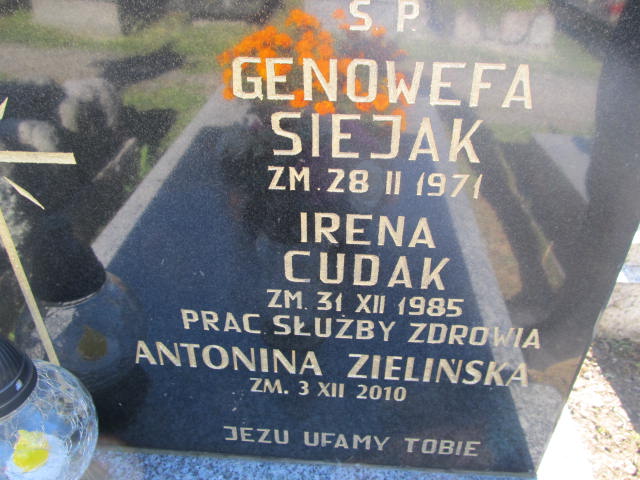 Ś.P.
GENOWEFA
SIEJAK
ZM. 28 II 1971
IRENA
CUDAK
ZM. 31 XII 1985
PRAC. SŁUŻBY ZDROWIA
ANTONINA ZIELIŃSKA
ZM. 3 XII 2010
JEZU UFAMY TOBIE